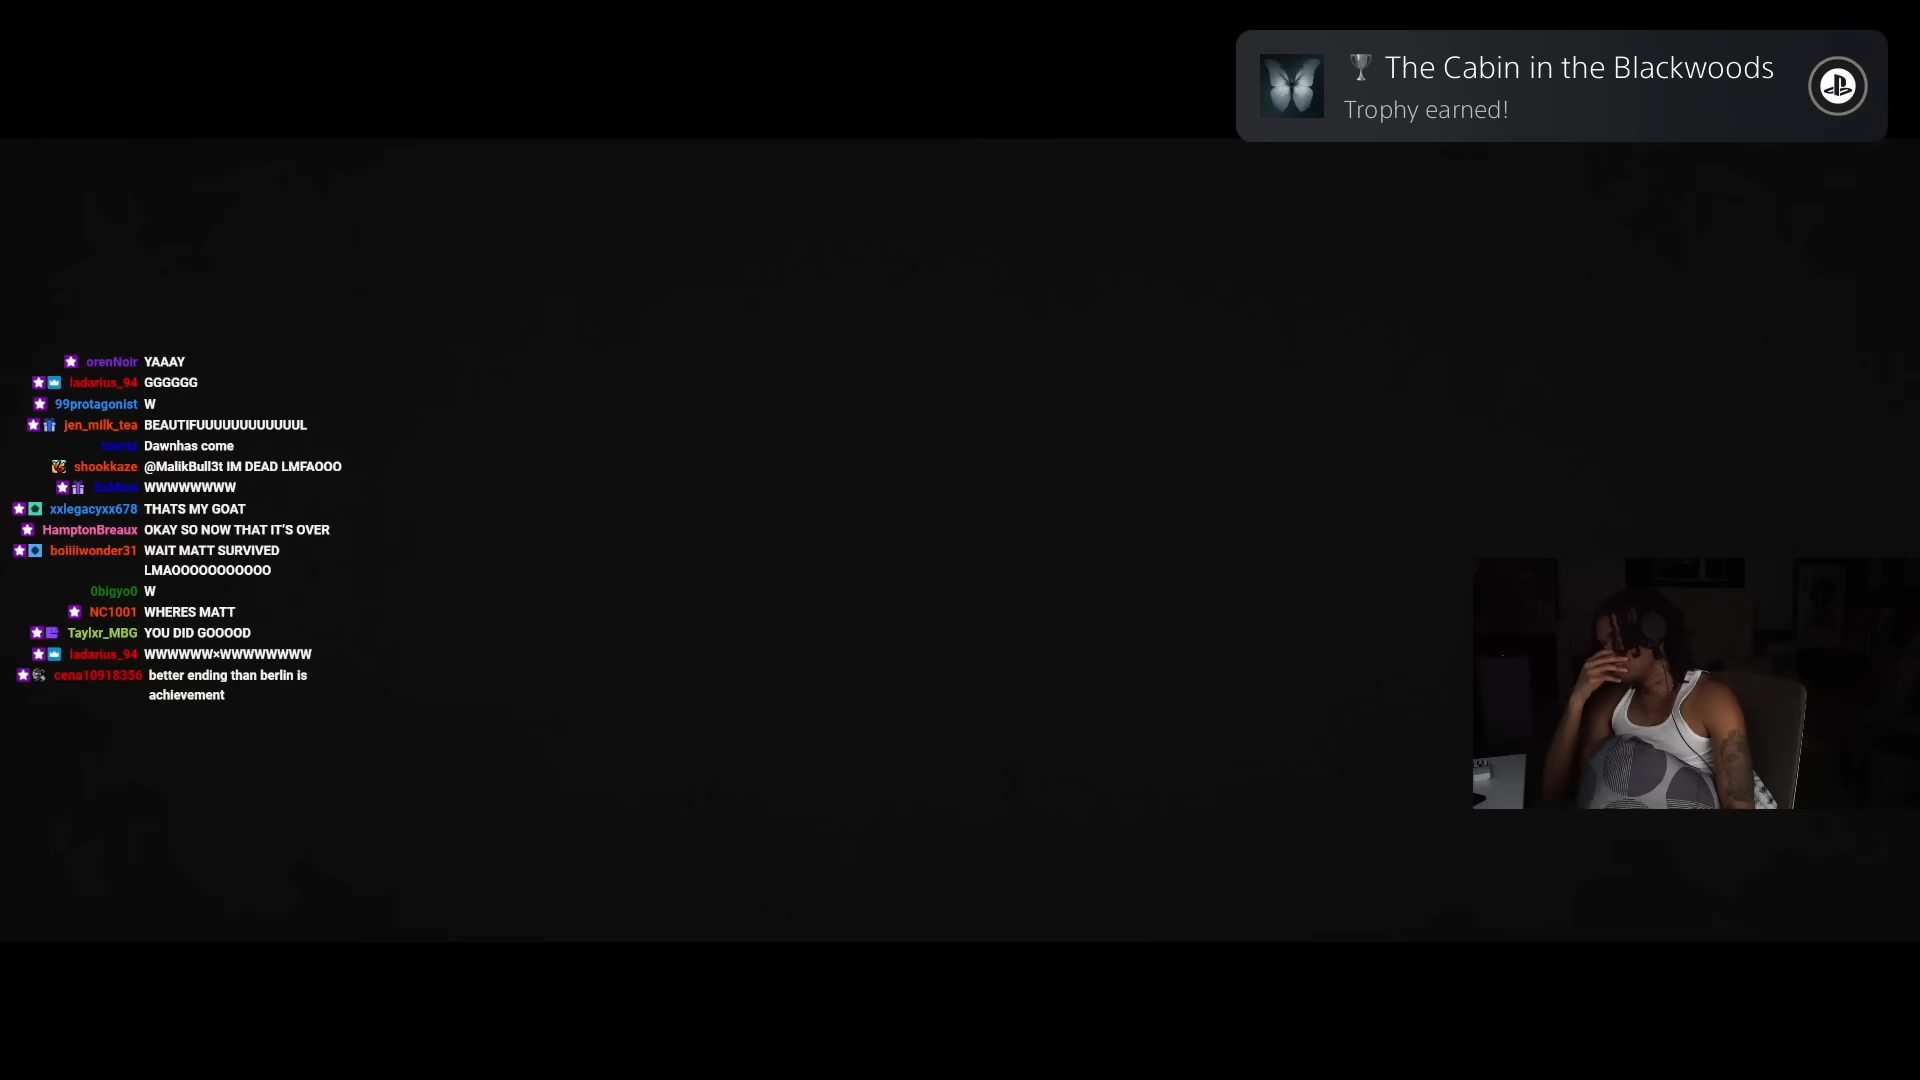 The Cabin in the Blackwoods
Trophy earned!
orenNoir YAAAY
ladarius_94 GGGGGG
99protagonist W
jen_milk_tea BEAUTIFUUUUUUUUUUUUL
Dawnhas come
shookkaze @MalikBull3t IM DEAD LMFAOOO
WWWWWWWW
xxlegacyxx678 THATS MY GOAT
HamptonBreaux OKAY SO NOW THAT IT'S OVER
boiiiiwonder31 WAIT MATT SURVIVED
LMAOOOOOOOOOOO
0bigyo0 W
NC1001 WHERES MATT
Taylxr_MBG YOU DID GOOOOD
ladarius_94 WWWWWW×WWWWWWWW
cena10918356 better ending than berlin is
achievement